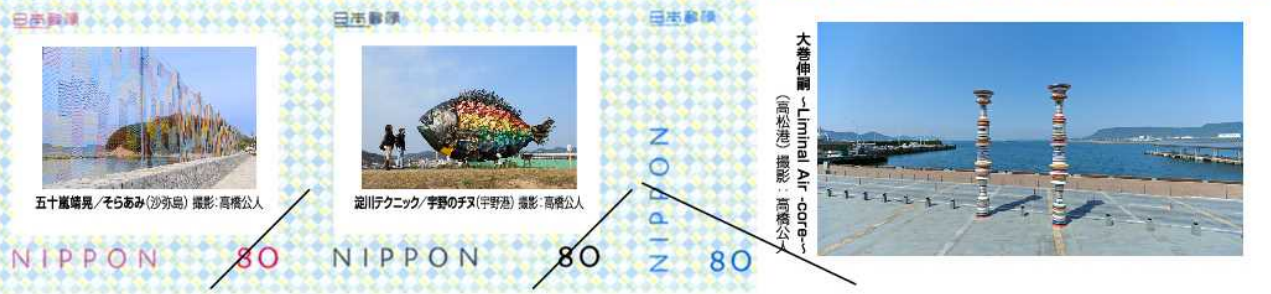 日本郵便
五十嵐靖晃／そらあみ(沙弥島) 撮影:高橋公人
NIPPON 80
日本郵便
淀川テクニック／宇野のチヌ(宇野港) 撮影:高橋公人
NIPPON 80
日本郵便
NIPPON 80
大巻伸嗣 ~Liminal Air -core-~
(高松港) 撮影:高橋公人